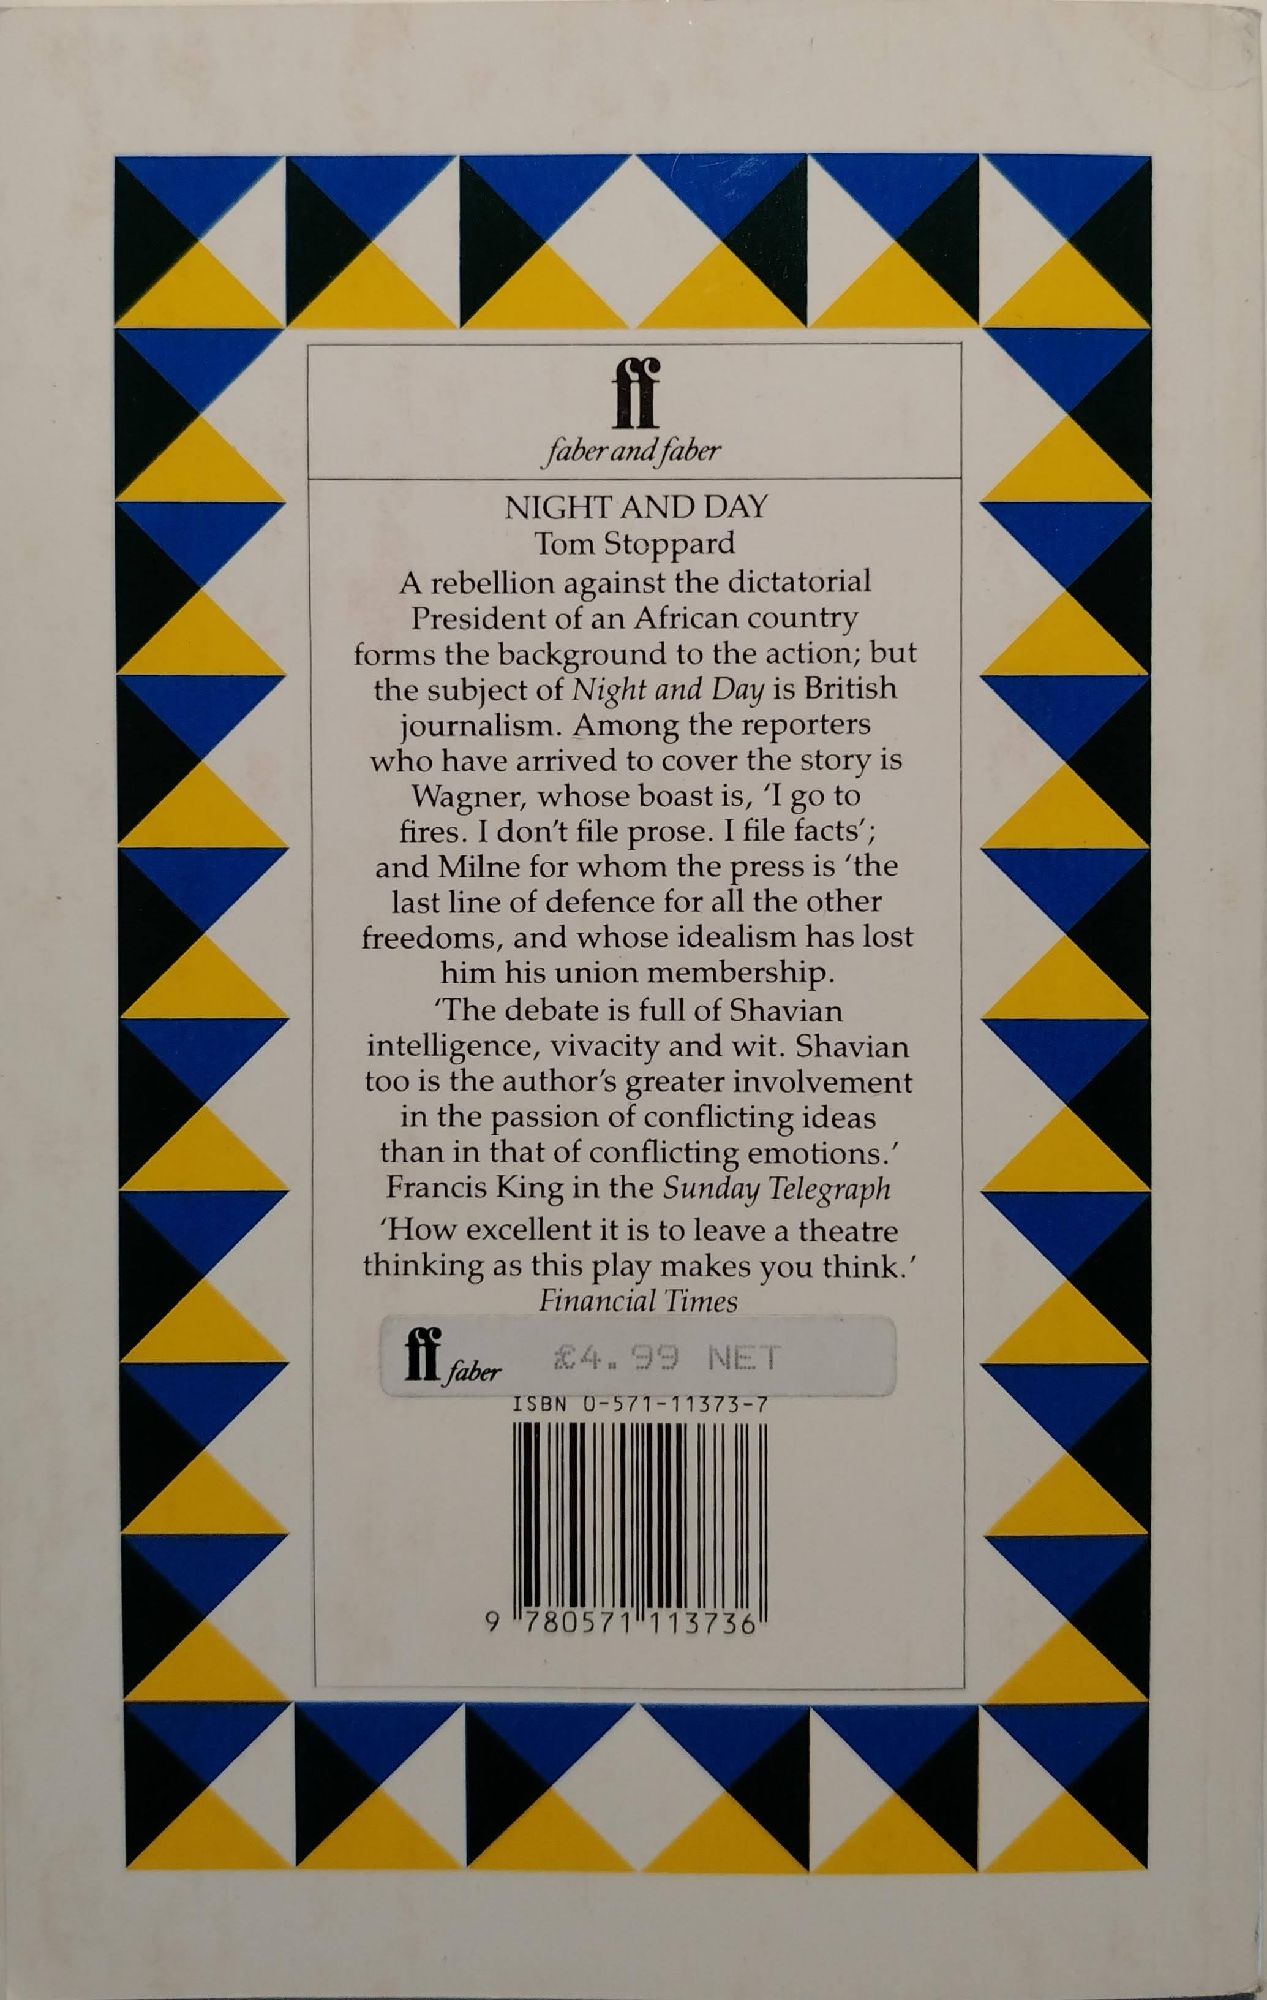 ff
faber and faber
NIGHT AND DAY
Tom Stoppard
A rebellion against the dictatorial
President of an African country
forms the background to the action; but
the subject of Night and Day is British
journalism. Among the reporters
who have arrived to cover the story is
Wagner, whose boast is, ‘I go to
fires. I don’t file prose. I file facts’;
and Milne for whom the press is ‘the
last line of defence for all the other
freedoms, and whose idealism has lost
him his union membership.
‘The debate is full of Shavian
intelligence, vivacity and wit. Shavian
too is the author’s greater involvement
in the passion of conflicting ideas
than in that of conflicting emotions.’
Francis King in the Sunday Telegraph
‘How excellent it is to leave a theatre
thinking as this play makes you think.’
Financial Times
ff faber £4.99 NET
ISBN 0-571-11373-7
9 780571 113736